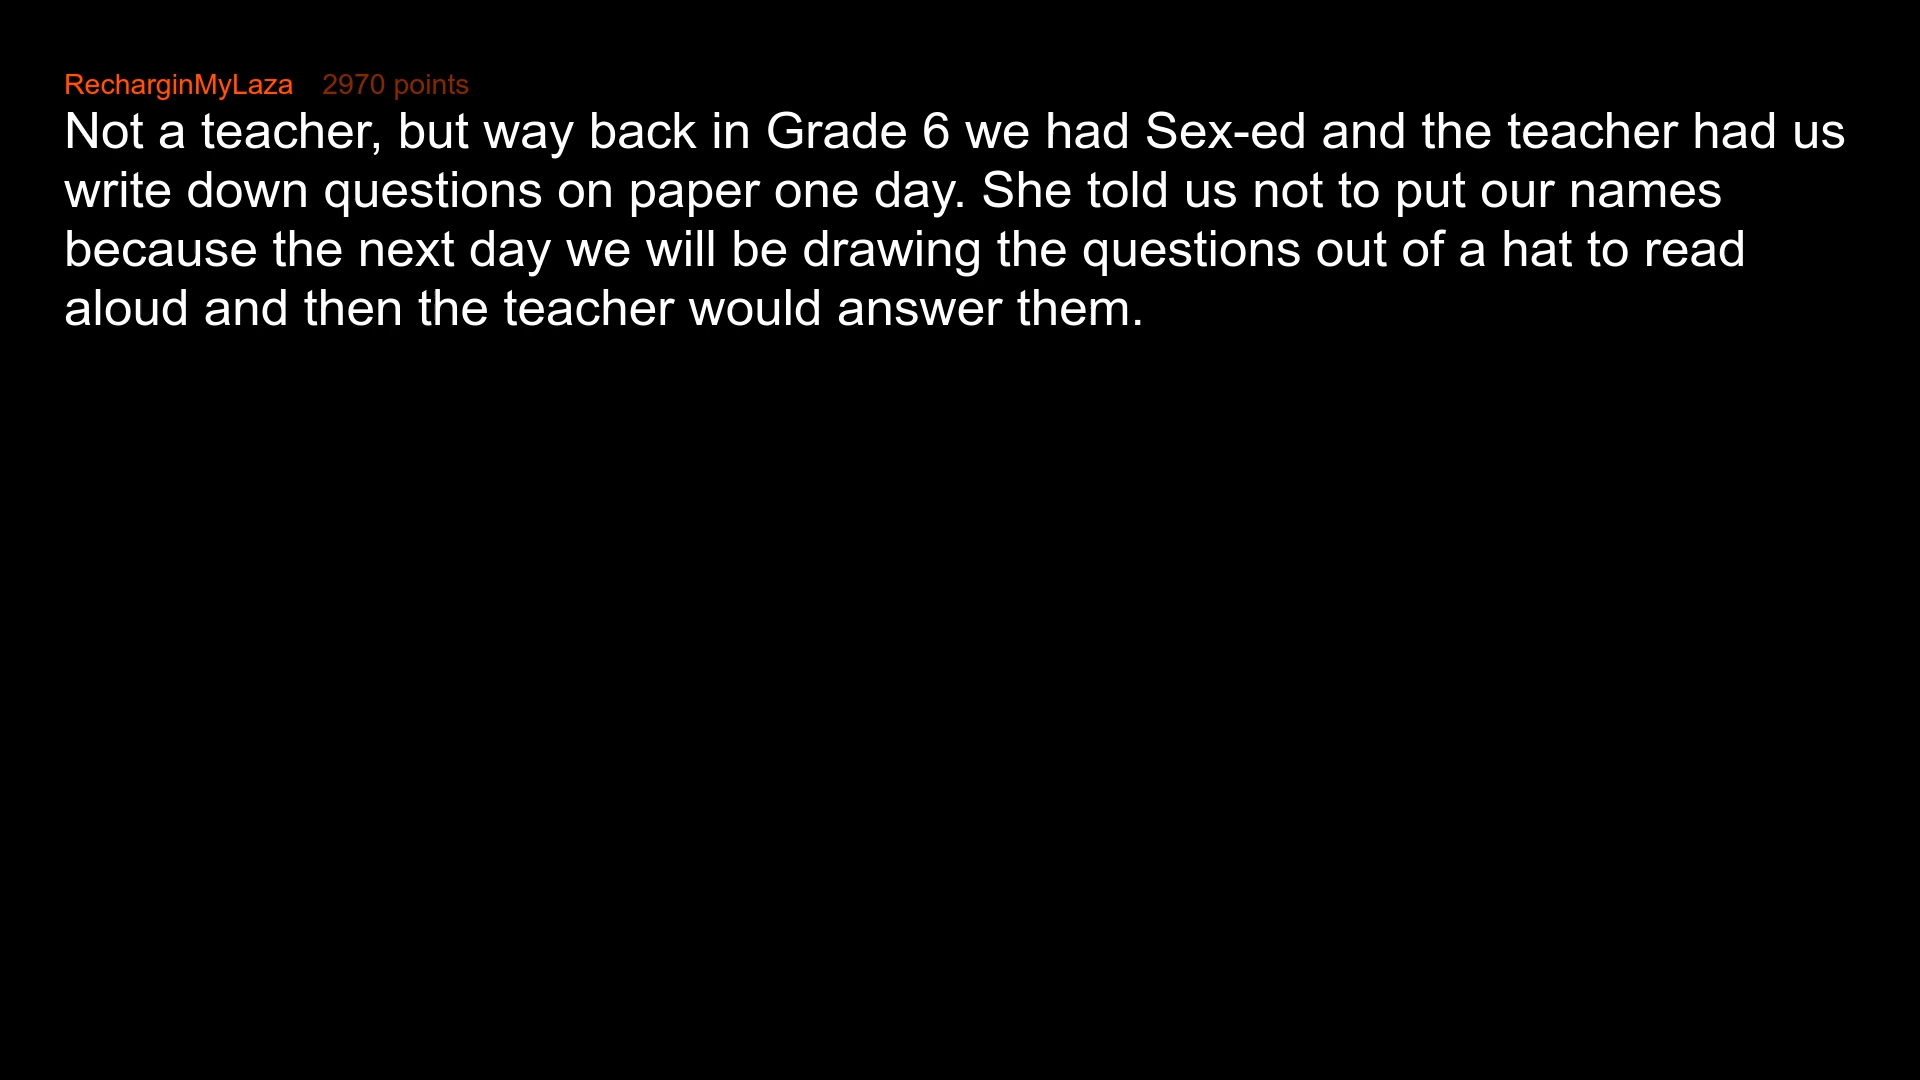 RecharginMyLaza 2970 points
Not a teacher, but way back in Grade 6 we had Sex-ed and the teacher had us
write down questions on paper one day. She told us not to put our names
because the next day we will be drawing the questions out of a hat to read
aloud and then the teacher would answer them.